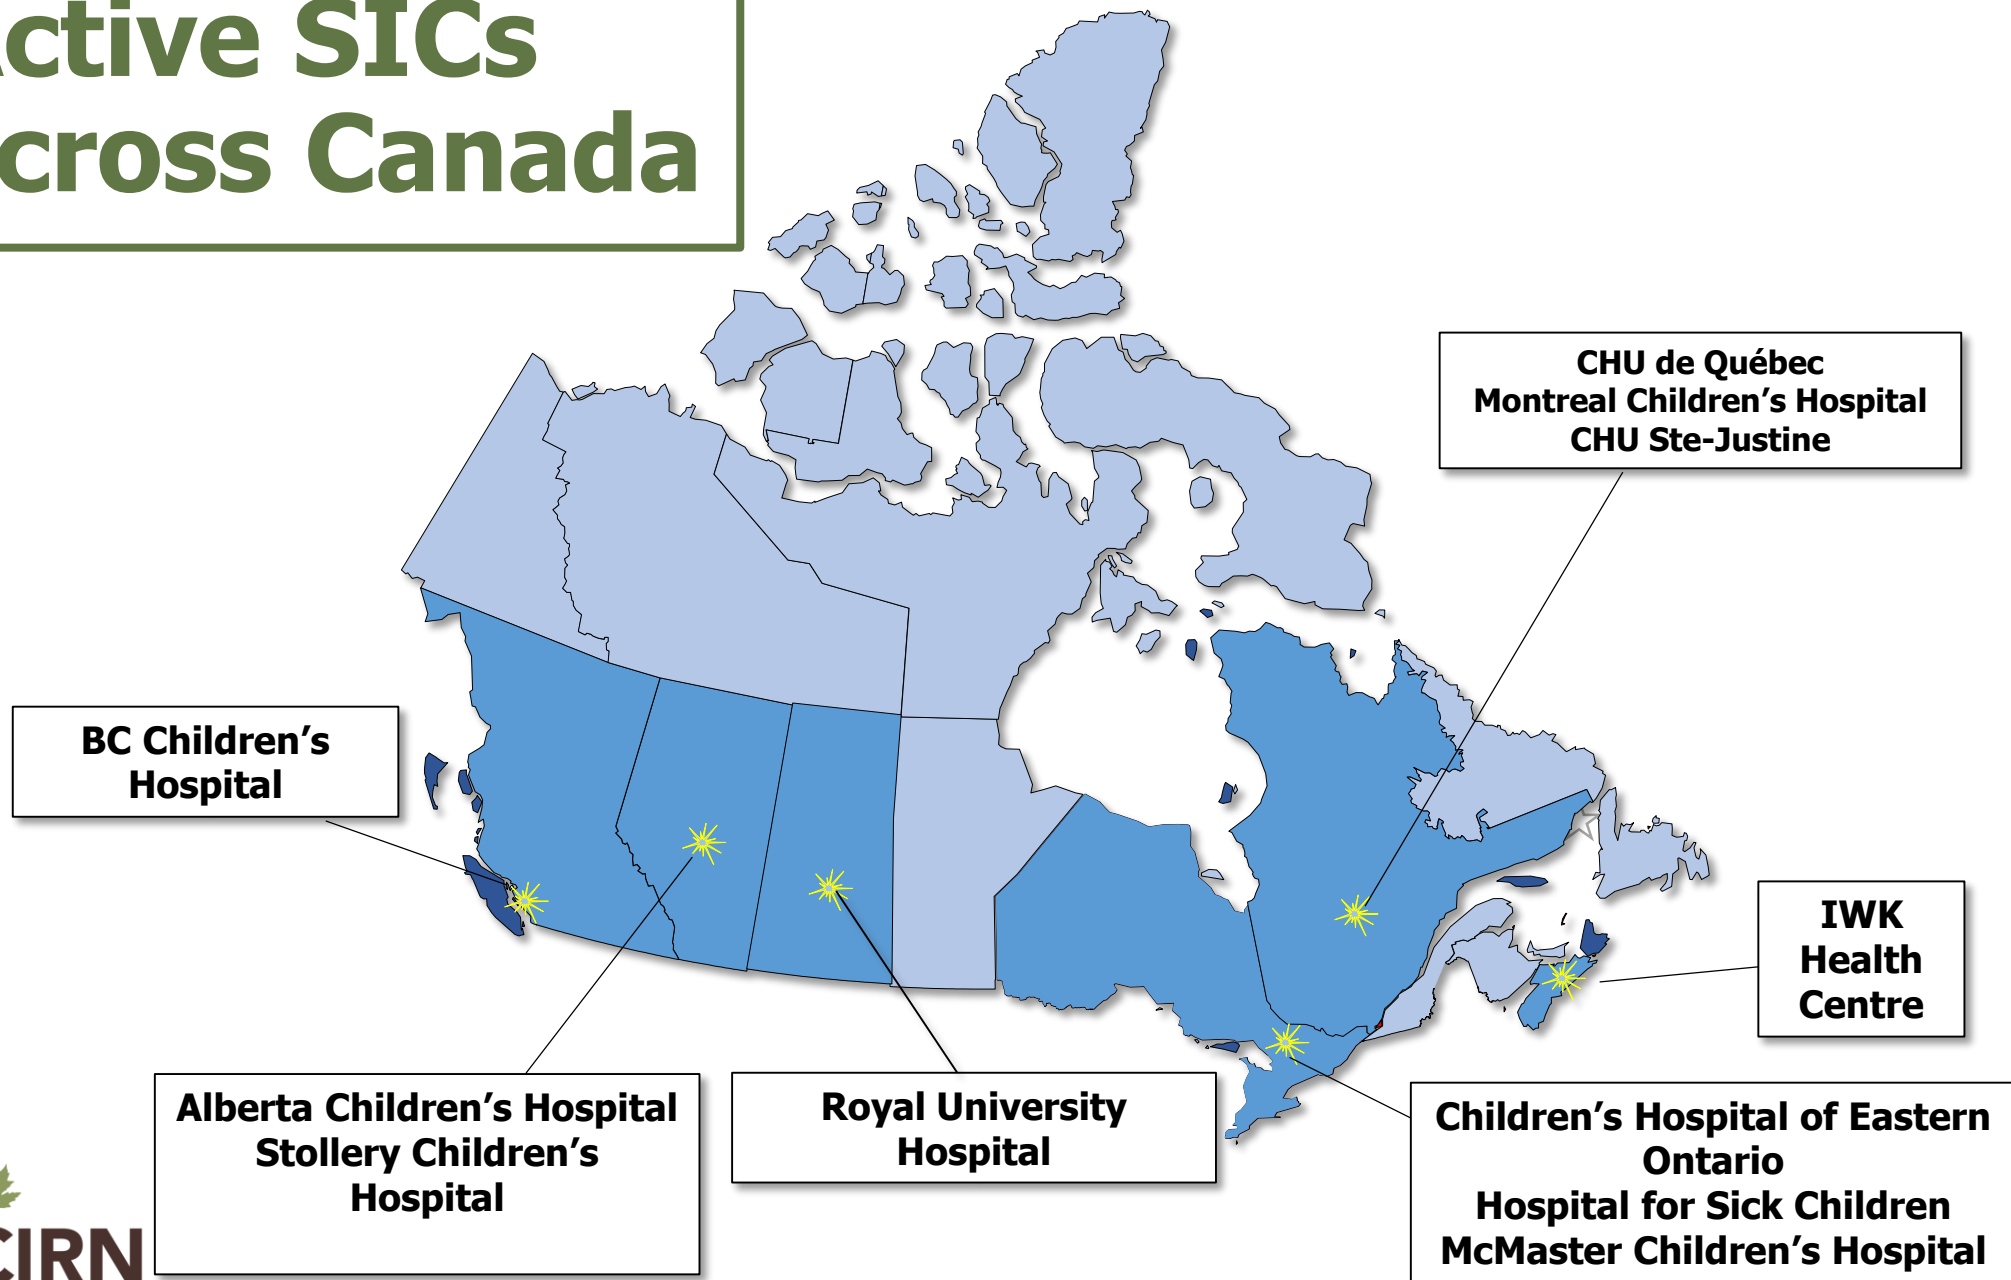 Active SICs
across Canada
CHU de Québec
Montreal Children’s Hospital
CHU Ste-Justine
BC Children’s
Hospital
IWK
Health
Centre
Alberta Children’s Hospital
Stollery Children’s
Hospital
Royal University
Hospital
Children’s Hospital of Eastern
Ontario
Hospital for Sick Children
McMaster Children’s Hospital
CIRN